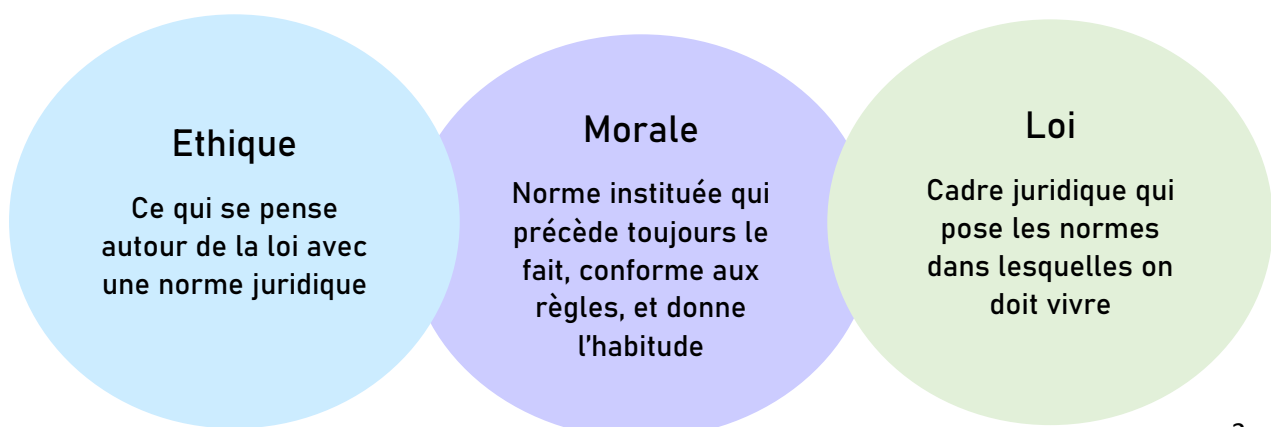 Ethique
Ce qui se pense
autour de la loi avec
une norme juridique
Morale
Norme instituée qui
précède toujours le
fait, conforme aux
règles, et donne
l'habitude
Loi
Cadre juridique qui
pose les normes
dans lesquelles on
doit vivre